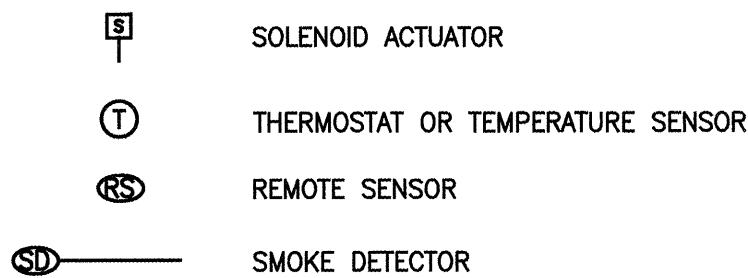 S SOLENOID ACTUATOR
T THERMOSTAT OR TEMPERATURE SENSOR
RS REMOTE SENSOR
SD SMOKE DETECTOR